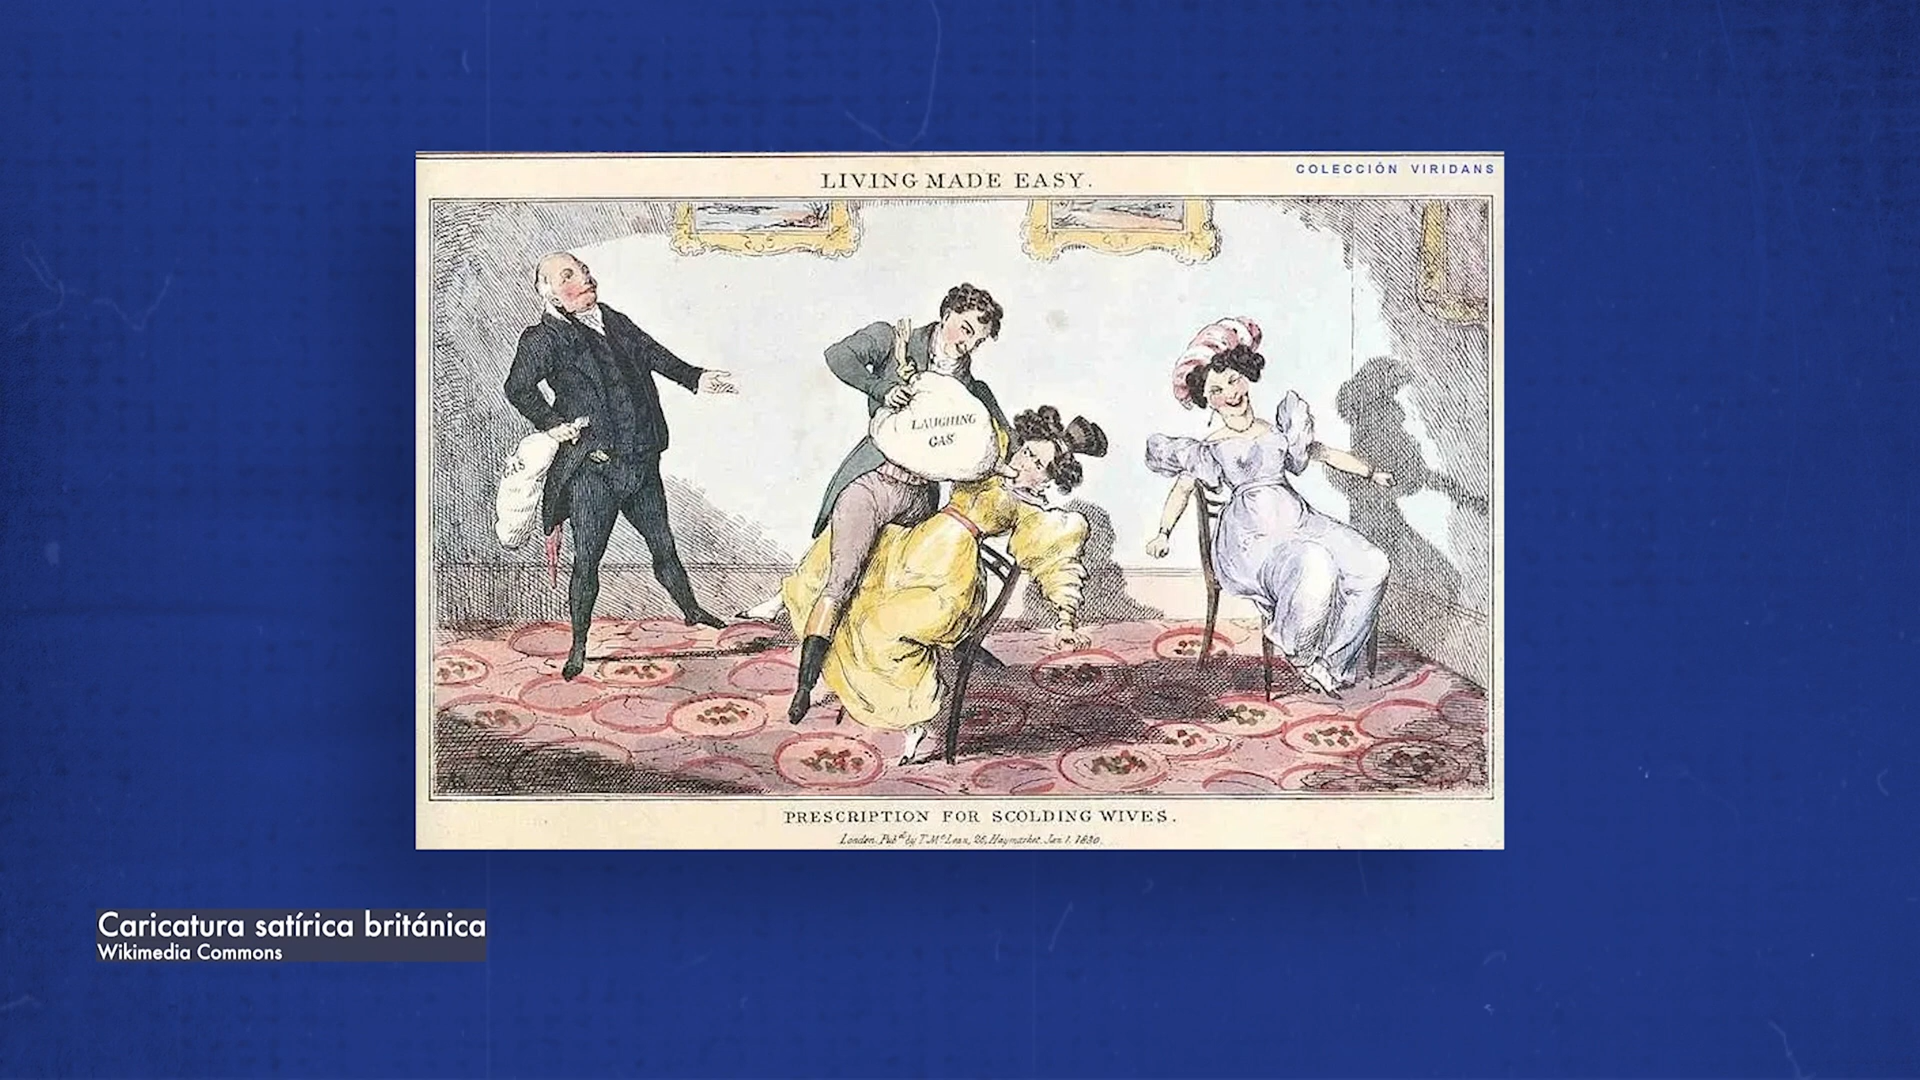 LIVING MADE EASY.
COLECCIÓN VIRIDANS
LAUGHING
GAS
GAS
PRESCRIPTION FOR SCOLDING WIVES.
London, Pubd by T. McLean, 26, Haymarket, Jan 1. 1830.
Caricatura satírica británica
Wikimedia Commons